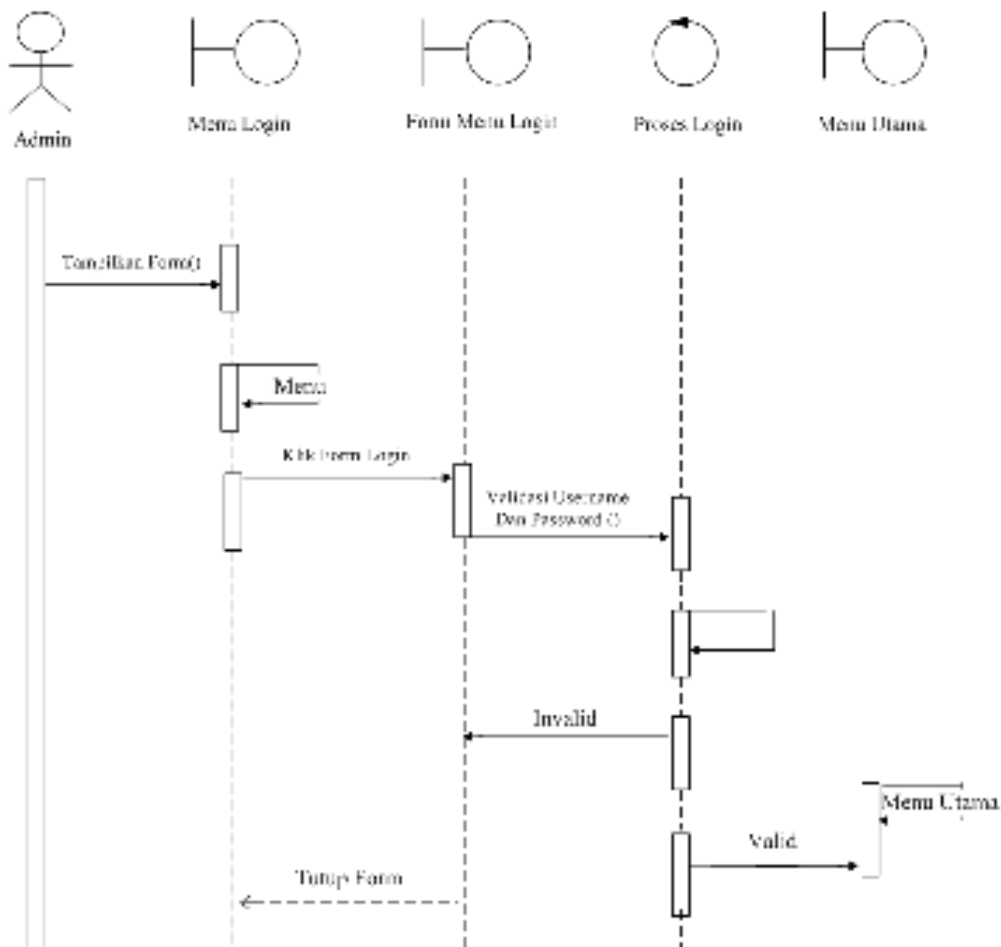 Admin
Menu Login
Form Menu Login
Proses Login
Menu Utama
Tampilkan Form()
Menu
Klik Form Login
Validasi Username
Dan Password ()
Invalid
Menu Utama
Valid
Tutup Form